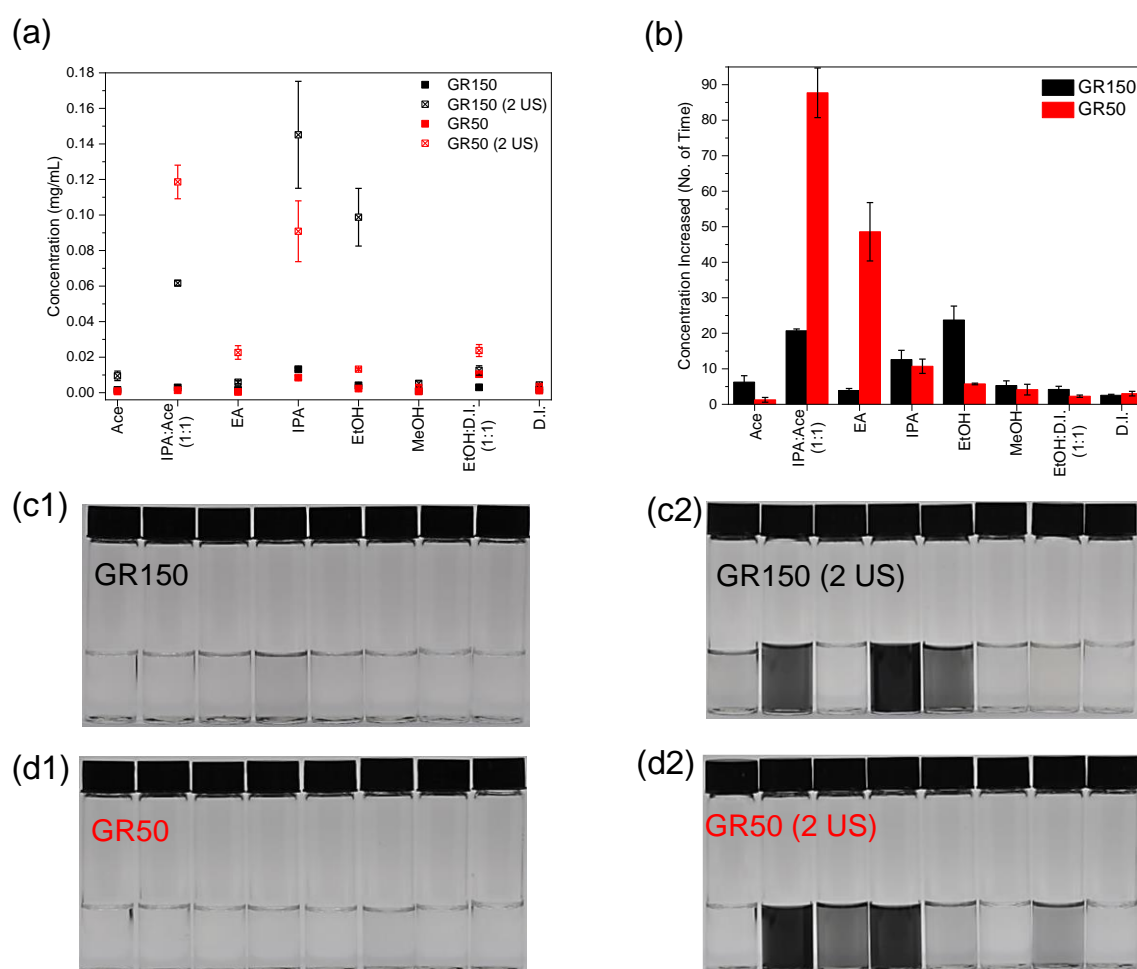 (a)
0.18
0.16
0.14
0.12
0.10
0.08
0.06
0.04
0.02
0.00
Concentration (mg/mL)
GR150
GR150 (2 US)
GR50
GR50 (2 US)
Ace
IPA:Ace
(1:1)
EA
IPA
EtOH
MeOH
EtOH:D.I.
(1:1)
D.I.
(b)
90
80
70
60
50
40
30
20
10
0
Concentration Increased (No. of Time)
GR150
GR50
Ace
IPA:Ace
(1:1)
EA
IPA
EtOH
MeOH
EtOH:D.I.
(1:1)
D.I.
(c1)
GR150
(c2)
GR150 (2 US)
(d1)
GR50
(d2)
GR50 (2 US)